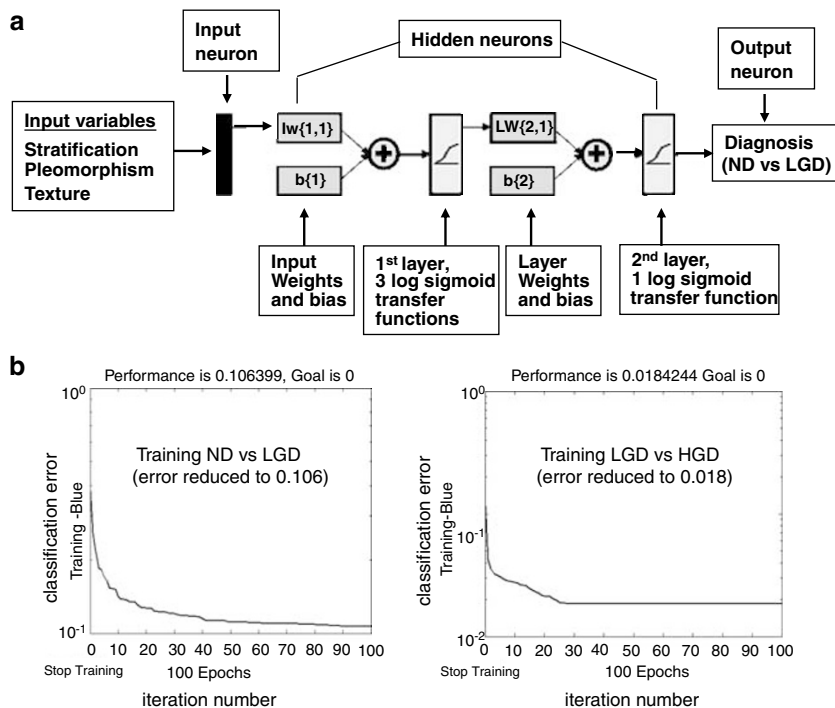 a
Input
neuron
Hidden neurons
Output
neuron
Input variables
Stratification
Pleomorphism
Texture
Iw{1,1}
b{1}
LW{2,1}
b{2}
Diagnosis
(ND vs LGD)
Input
Weights
and bias
1st layer,
3 log sigmoid
transfer
functions
Layer
Weights
and bias
2nd layer,
1 log sigmoid
transfer function
b
Performance is 0.106399, Goal is 0
10^0
Training ND vs LGD
(error reduced to 0.106)
classification error
Training -Blue
10^-1
0 10 20 30 40 50 60 70 80 90 100
Stop Training
100 Epochs
iteration number
Performance is 0.0184244 Goal is 0
10^0
Training LGD vs HGD
(error reduced to 0.018)
classification error
Training-Blue
10^-1
10^-2
0 10 20 30 40 50 60 70 80 90 100
Stop Training
100 Epochs
iteration number